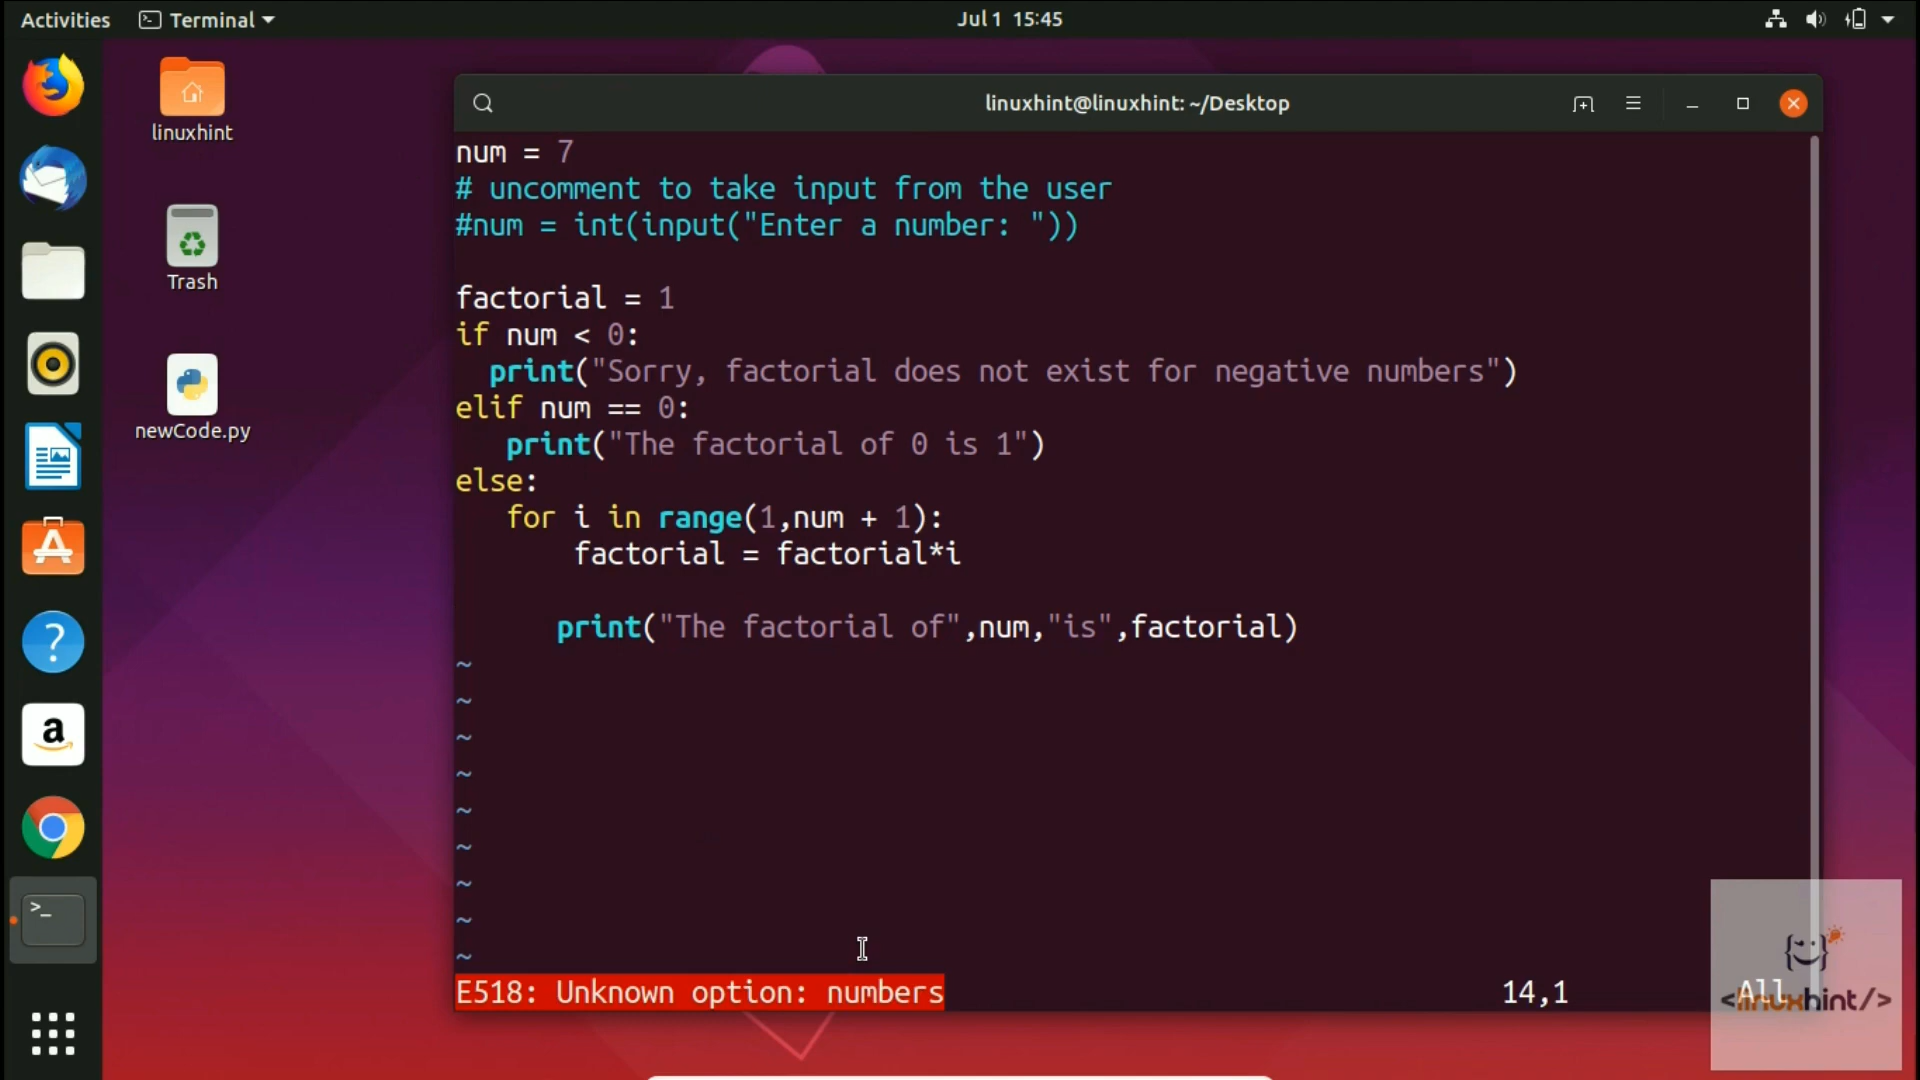 Activities
Terminal
Jul 1 15:45
linuxhint
Trash
newCode.py
linuxhint@linuxhint: ~/Desktop
num = 7
# uncomment to take input from the user
#num = int(input("Enter a number: "))
factorial = 1
if num < 0:
print("Sorry, factorial does not exist for negative numbers")
elif num == 0:
print("The factorial of 0 is 1")
else:
for i in range(1,num + 1):
factorial = factorial*i
print("The factorial of",num,"is",factorial)
~
~
~
~
~
~
~
~
~
E518: Unknown option: numbers
14,1
All
<linuxhint/>